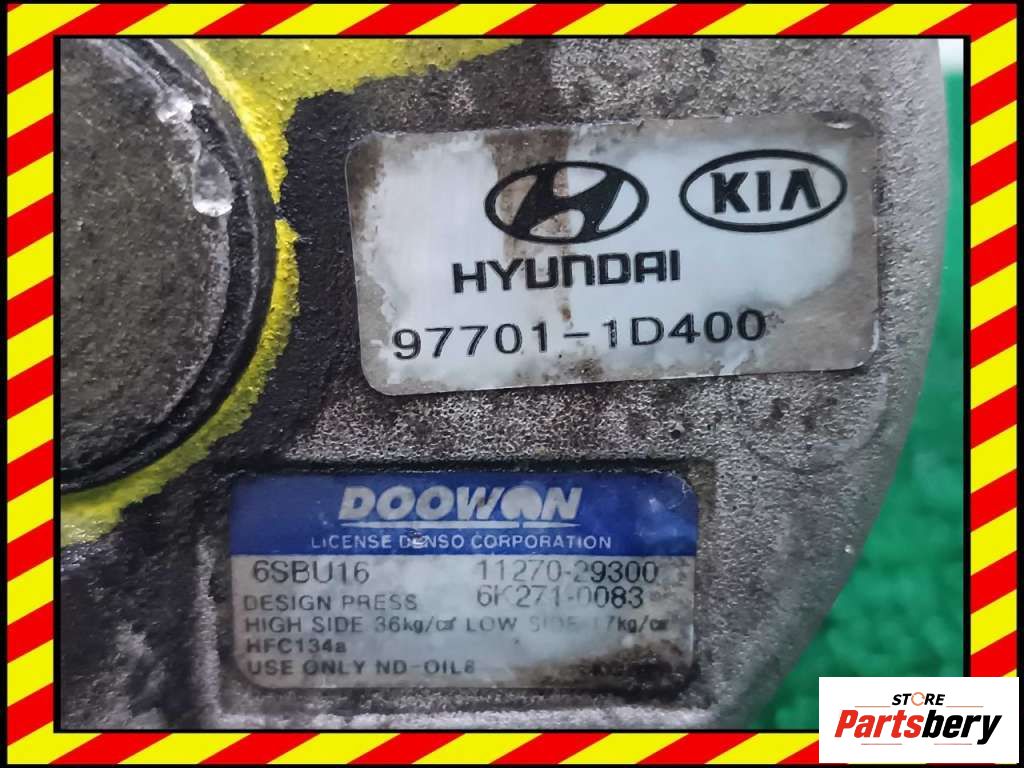 KIA
HYUNDAI
97701-1D400
DOOWON
LICENSE DENSO CORPORATION
6SBU16 11270-29300
DESIGN PRESS 6K271-0083
HIGH SIDE 36kg/㎠ LOW SIDE 17kg/㎠
HFC134a
USE ONLY ND-OIL8
STORE
Partsbery